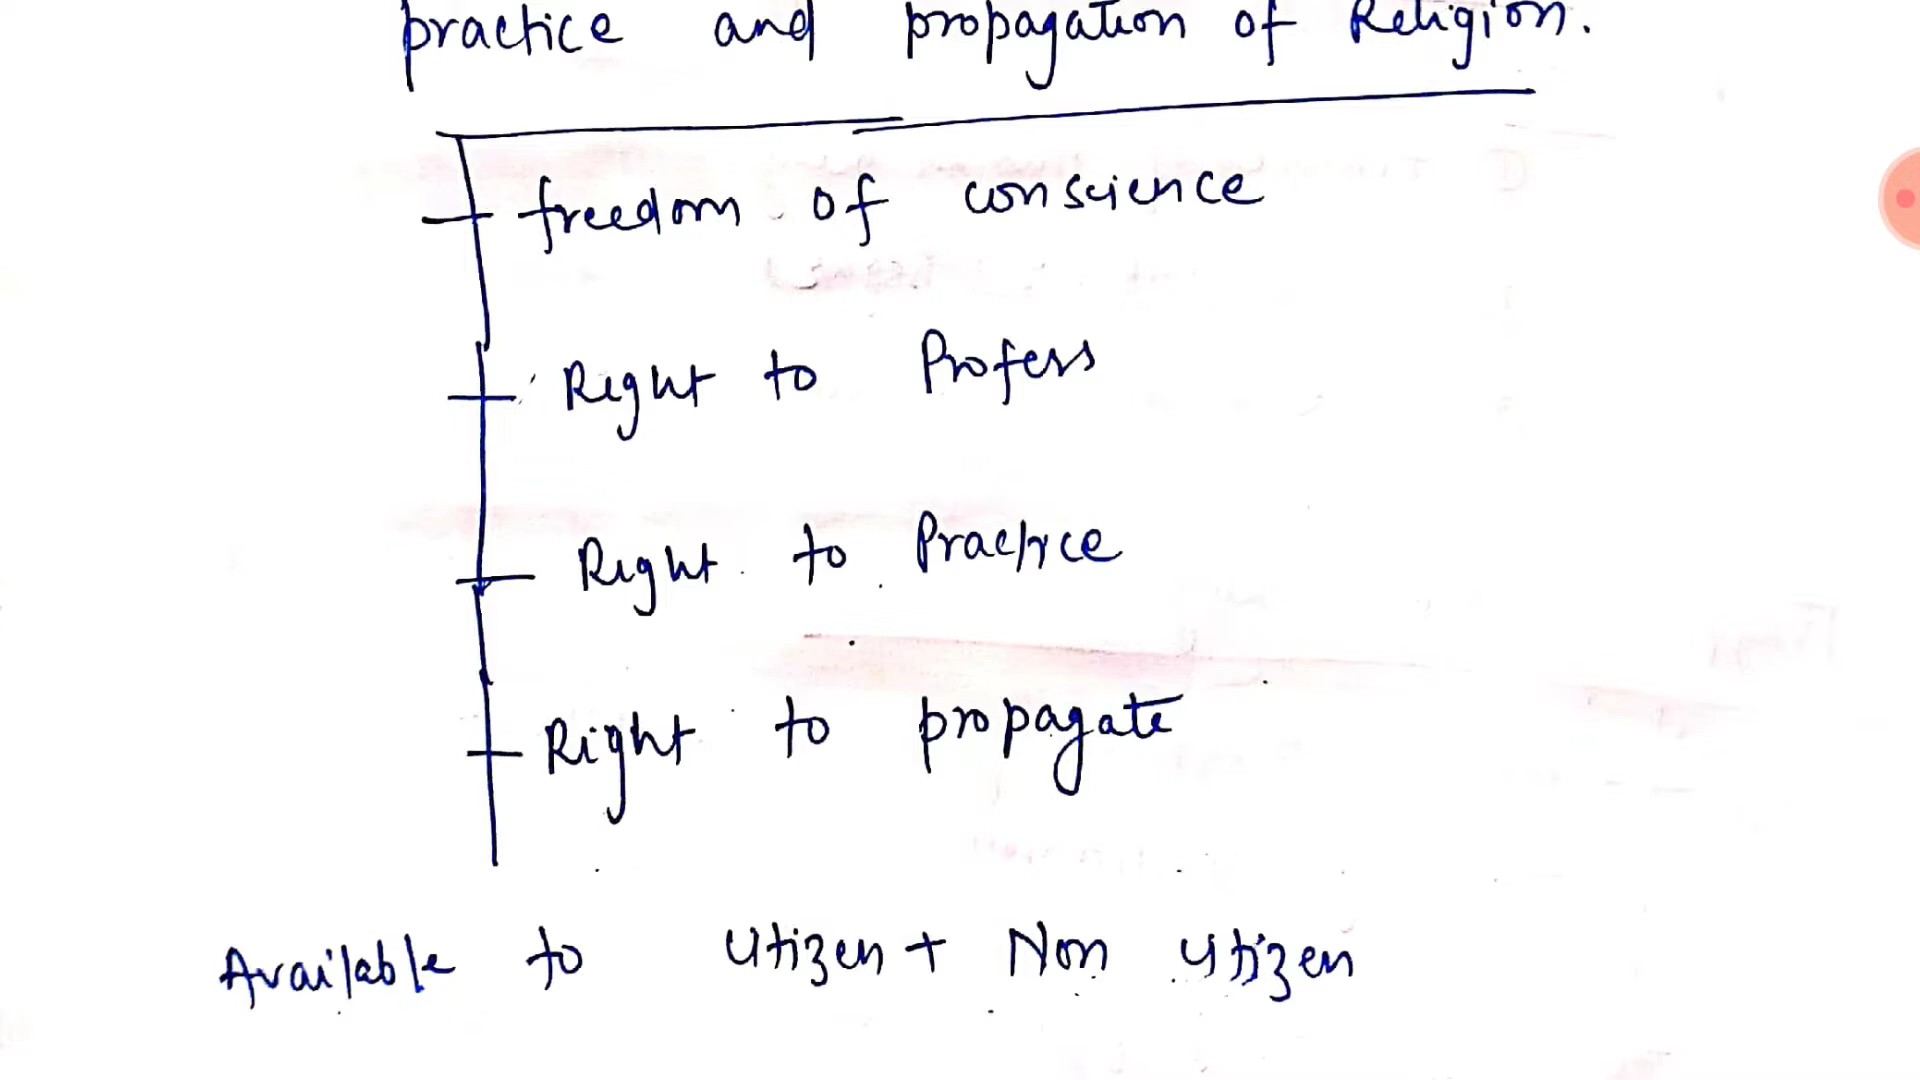 practice and propagation of Religion.
freedom of conscience
Right to Profess
Right to Practice
Right to propagate
Available to citizen + Non citizen